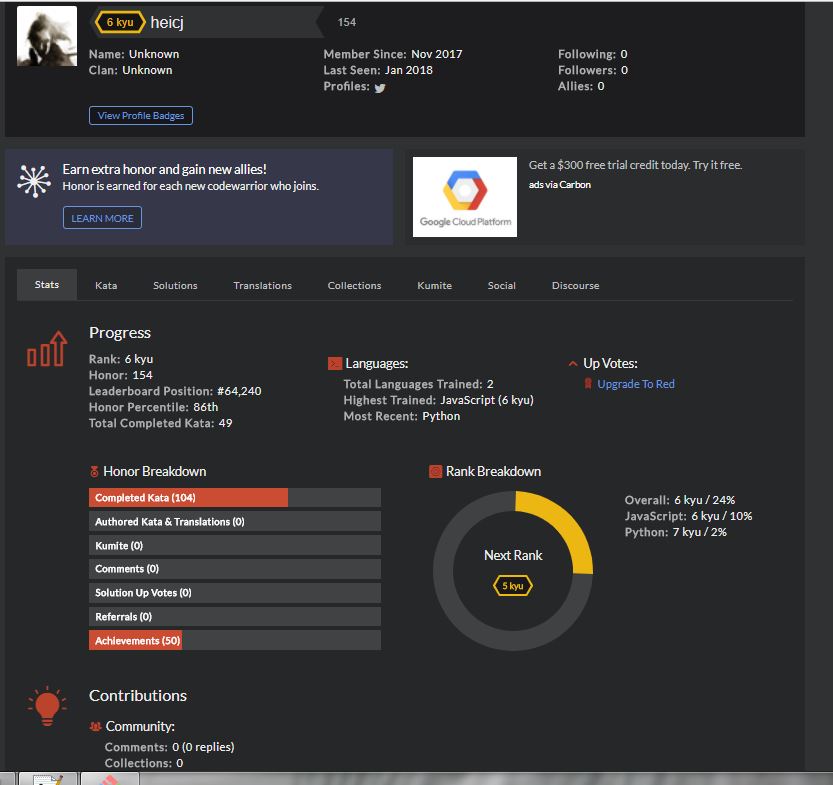 6 kyu heicj 154
Name: Unknown
Clan: Unknown
Member Since: Nov 2017
Last Seen: Jan 2018
Profiles:
Following: 0
Followers: 0
Allies: 0
View Profile Badges
Earn extra honor and gain new allies!
Honor is earned for each new codewarrior who joins.
LEARN MORE
Google Cloud Platform
Get a $300 free trial credit today. Try it free.
ads via Carbon
Stats Kata Solutions Translations Collections Kumite Social Discourse
Progress
Rank: 6 kyu
Honor: 154
Leaderboard Position: #64,240
Honor Percentile: 86th
Total Completed Kata: 49
Languages:
Total Languages Trained: 2
Highest Trained: JavaScript (6 kyu)
Most Recent: Python
Up Votes:
Upgrade To Red
Honor Breakdown
Completed Kata (104)
Authored Kata & Translations (0)
Kumite (0)
Comments (0)
Solution Up Votes (0)
Referrals (0)
Achievements (50)
Rank Breakdown
Next Rank
5 kyu
Overall: 6 kyu / 24%
JavaScript: 6 kyu / 10%
Python: 7 kyu / 2%
Contributions
Community:
Comments: 0 (0 replies)
Collections: 0